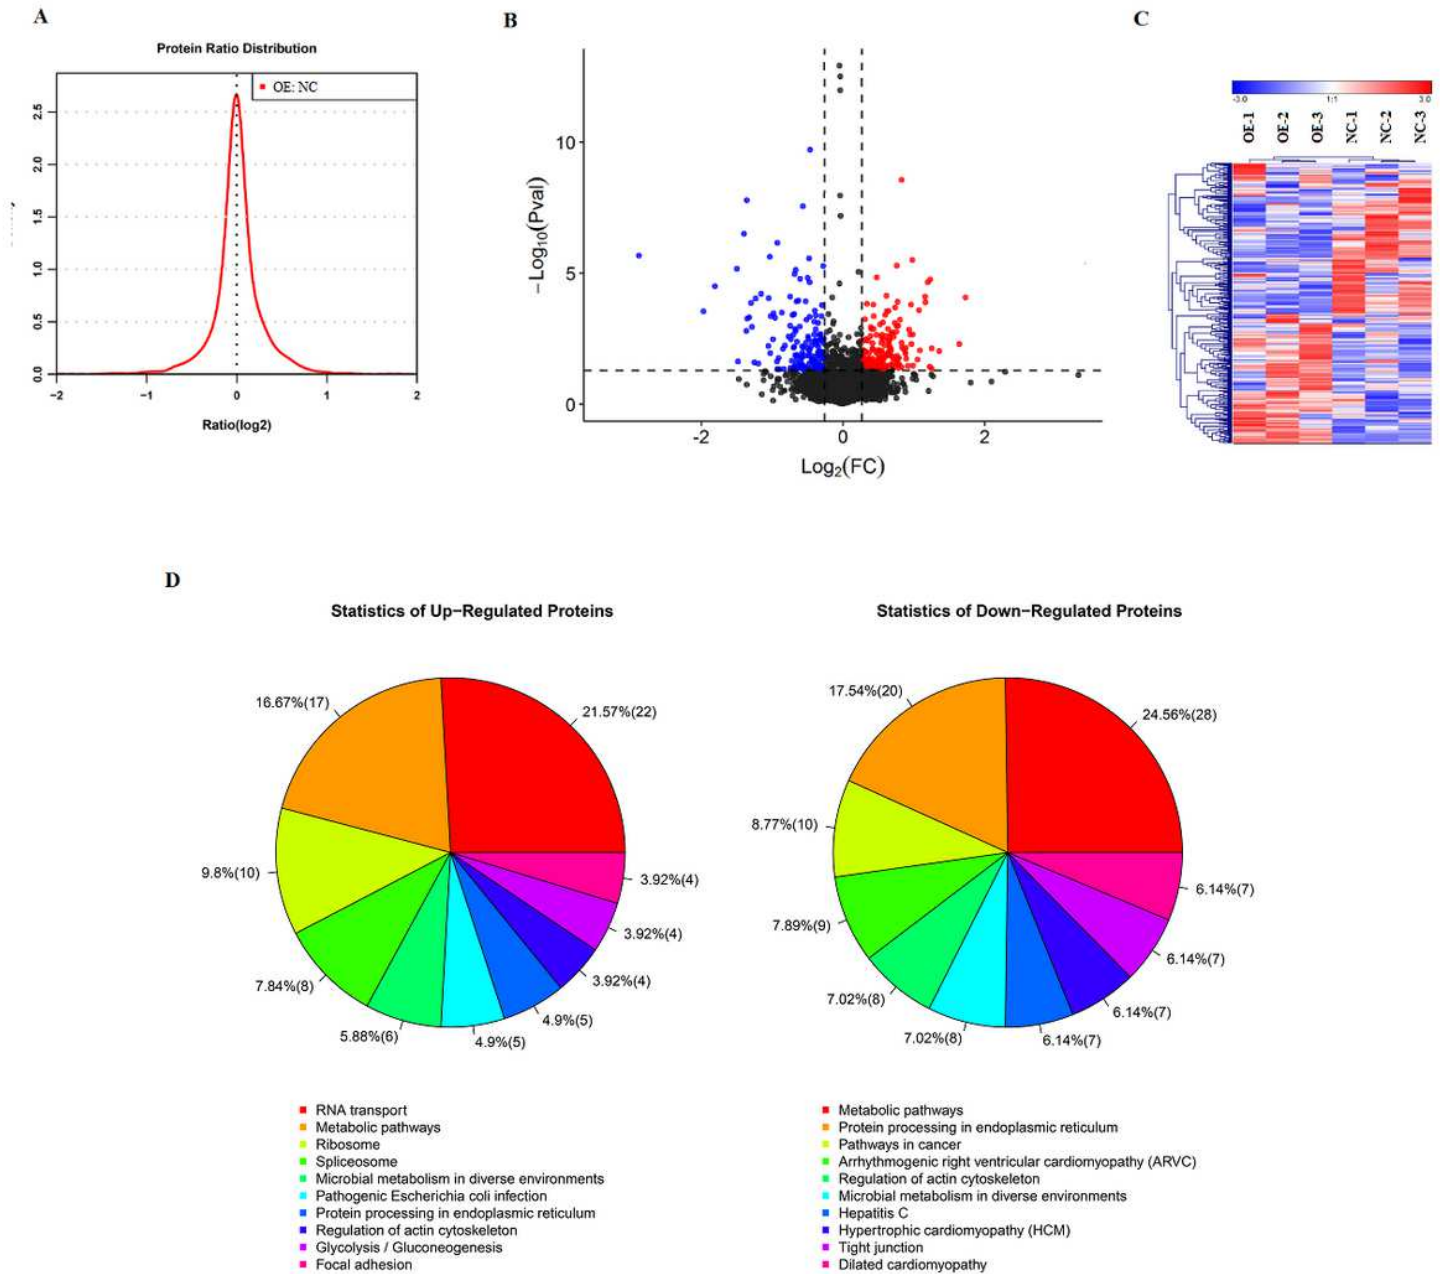 A
B
C
Protein Ratio Distribution
OE: NC
2.5
2.0
1.5
1.0
0.5
0.0
−2
−1
0
1
2
Ratio(log2)
−Log10(Pval)
10
5
0
-2
0
2
Log2(FC)
-3.0
1:1
3.0
OE-1
OE-2
OE-3
NC-1
NC-2
NC-3
D
Statistics of Up−Regulated Proteins
16.67%(17)
21.57%(22)
9.8%(10)
7.84%(8)
5.88%(6)
4.9%(5)
4.9%(5)
3.92%(4)
3.92%(4)
3.92%(4)
RNA transport
Metabolic pathways
Ribosome
Spliceosome
Microbial metabolism in diverse environments
Pathogenic Escherichia coli infection
Protein processing in endoplasmic reticulum
Regulation of actin cytoskeleton
Glycolysis / Gluconeogenesis
Focal adhesion
Statistics of Down−Regulated Proteins
17.54%(20)
24.56%(28)
8.77%(10)
7.89%(9)
7.02%(8)
7.02%(8)
6.14%(7)
6.14%(7)
6.14%(7)
6.14%(7)
Metabolic pathways
Protein processing in endoplasmic reticulum
Pathways in cancer
Arrhythmogenic right ventricular cardiomyopathy (ARVC)
Regulation of actin cytoskeleton
Microbial metabolism in diverse environments
Hepatitis C
Hypertrophic cardiomyopathy (HCM)
Tight junction
Dilated cardiomyopathy